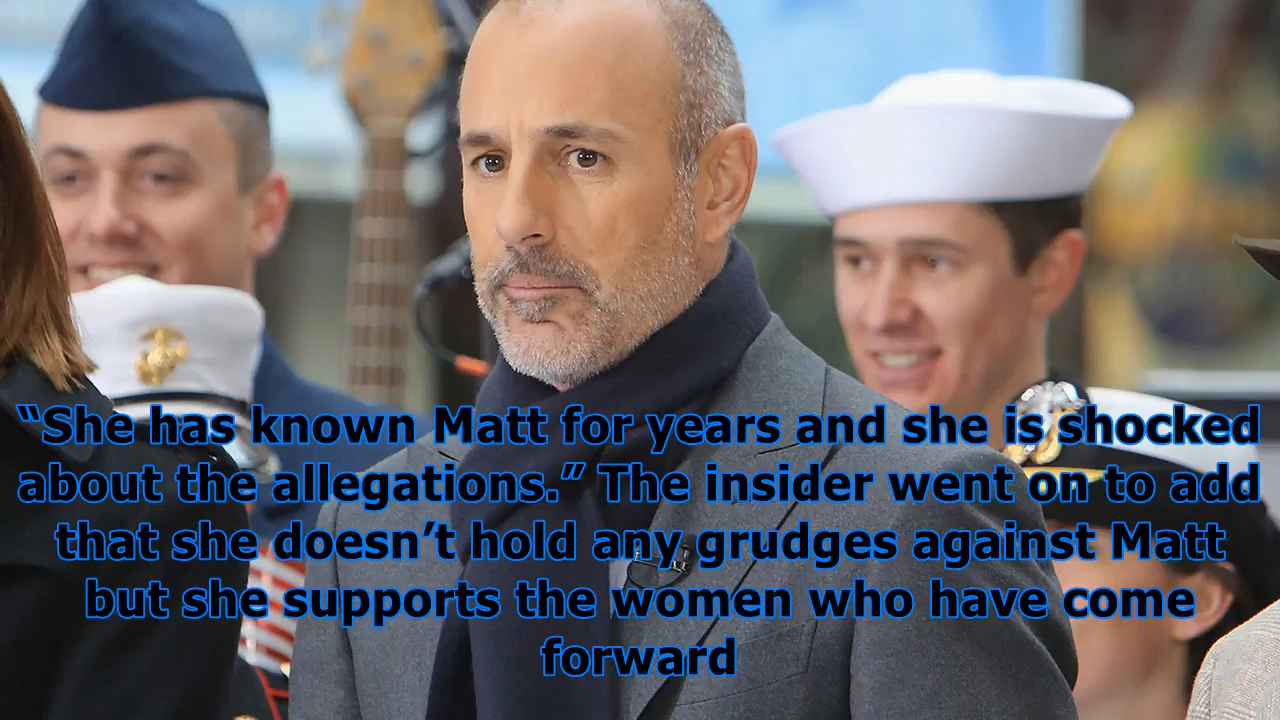 “She has known Matt for years and she is shocked
about the allegations.” The insider went on to add
that she doesn’t hold any grudges against Matt
but she supports the women who have come
forward